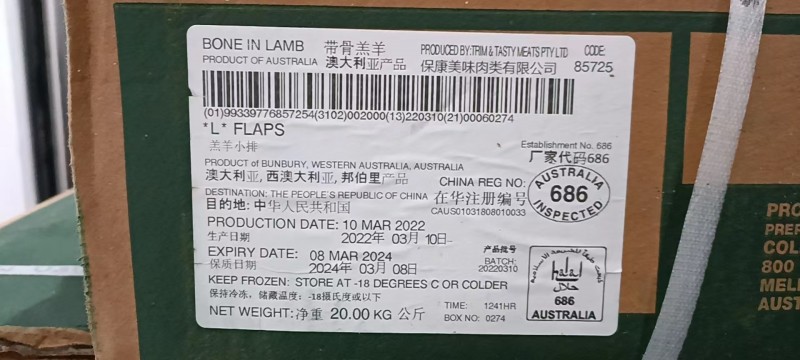 BONE IN LAMB 带骨羔羊 PRODUCED BY:TRIM & TASTY MEATS PTY LTD CODE:
PRODUCT OF AUSTRALIA 澳大利亚产品 保康美味肉类有限公司 85725
(01)99339776857254(3102)002000(13)220310(21)00060274
*L* FLAPS
羔羊小排
Establishment No. 686
厂家代码686
PRODUCT of BUNBURY, WESTERN AUSTRALIA, AUSTRALIA
澳大利亚,西澳大利亚,邦伯里产品
CHINA REG NO:
AUSTRALIA 686 INSPECTED
DESTINATION: THE PEOPLE'S REPUBLIC OF CHINA 在华注册编号
目的地: 中华人民共和国 CAUS01031808010033
PRODUCTION DATE: 10 MAR 2022
生产日期 2022年 03月 10日
EXPIRY DATE: 08 MAR 2024
保质日期 2024年 03月 08日
产品批号
BATCH:
20220310
halal
حلال
686
AUSTRALIA
KEEP FROZEN: STORE AT -18 DEGREES C OR COLDER
保持冷冻,储藏温度: -18摄氏度或以下
TIME: 1241HR
NET WEIGHT:净重 20.00 KG 公斤 BOX NO: 0274
PRO
PREP
COL
800
MEL
AUST